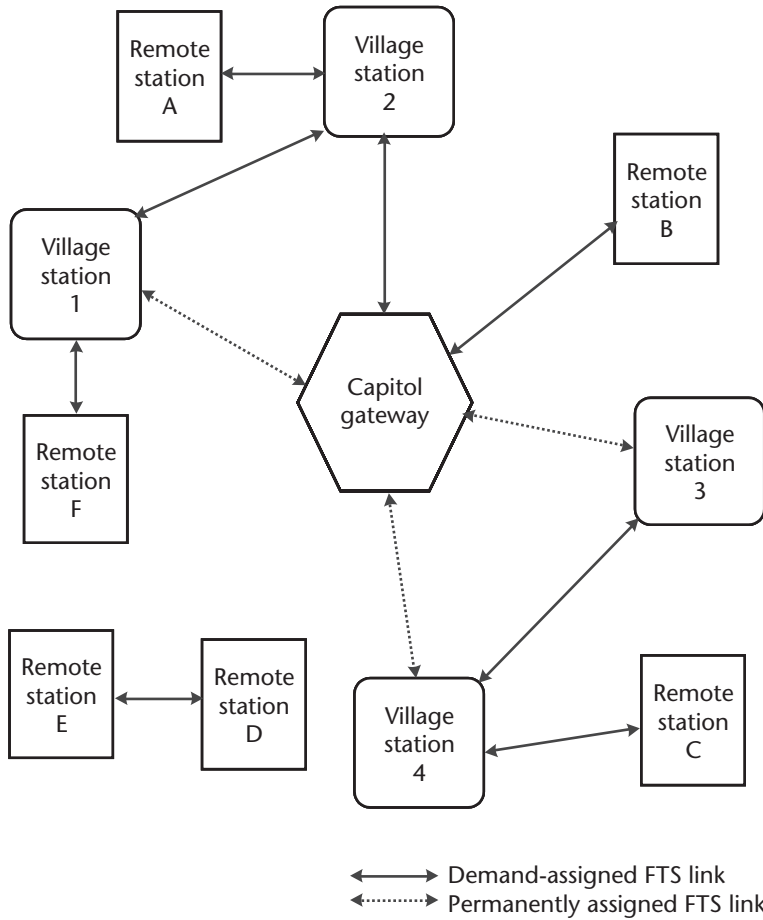 Remote
station
A
Village
station
2
Remote
station
B
Village
station
1
Capitol
gateway
Village
station
3
Remote
station
F
Remote
station
E
Remote
station
D
Village
station
4
Remote
station
C
Demand-assigned FTS link
Permanently assigned FTS link